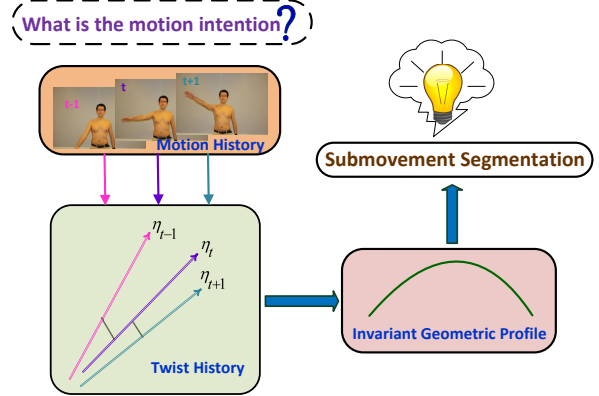 What is the motion intention?
t-1
t
t+1
Motion History
Submovement Segmentation
η_{t-1}
η_t
η_{t+1}
Twist History
Invariant Geometric Profile